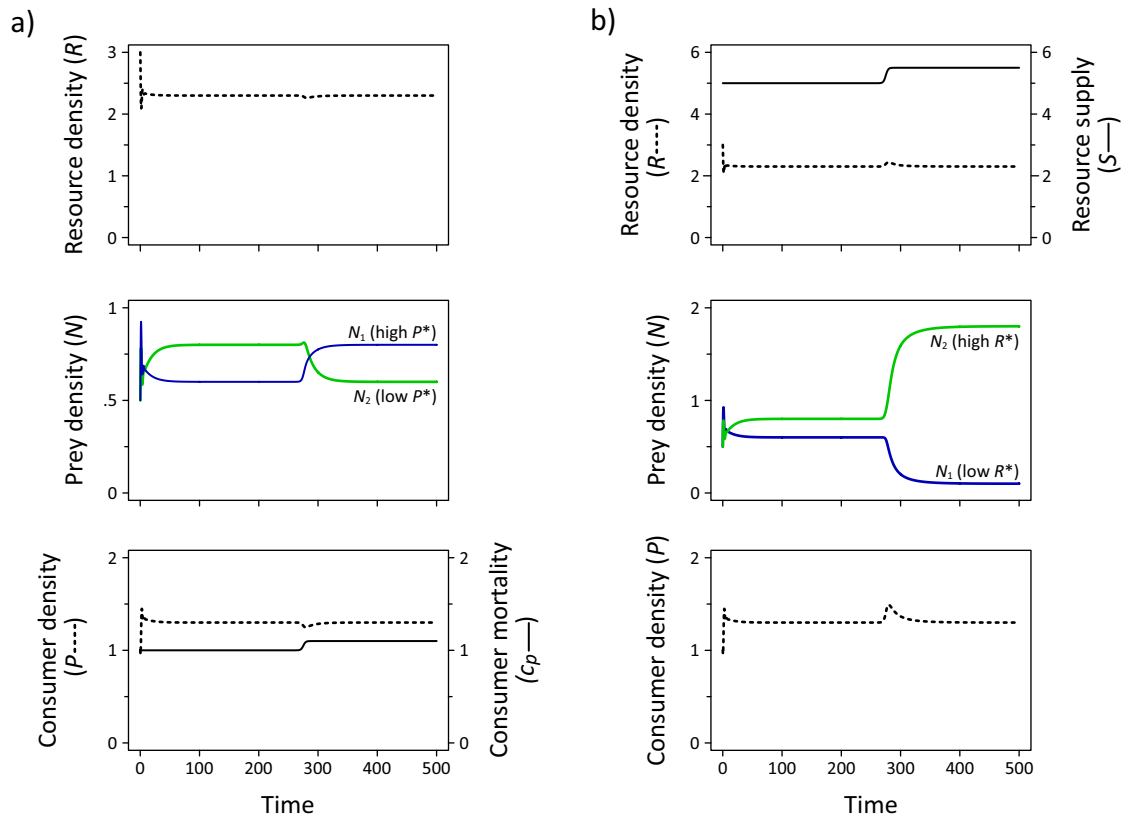 a)
Resource density (R)
3
2
1
0
Prey density (N)
1
.5
0
N1 (high P*)
N2 (low P*)
Consumer density
(P-----)
2
1
0
2
1
0
Consumer mortality
(cp—)
0 100 200 300 400 500
Time
b)
Resource density
(R-----)
6
4
2
0
6
5
4
3
2
1
0
Resource supply
(S—)
Prey density (N)
2
1
0
N2 (high R*)
N1 (low R*)
Consumer density (P)
2
1
0
0 100 200 300 400 500
Time